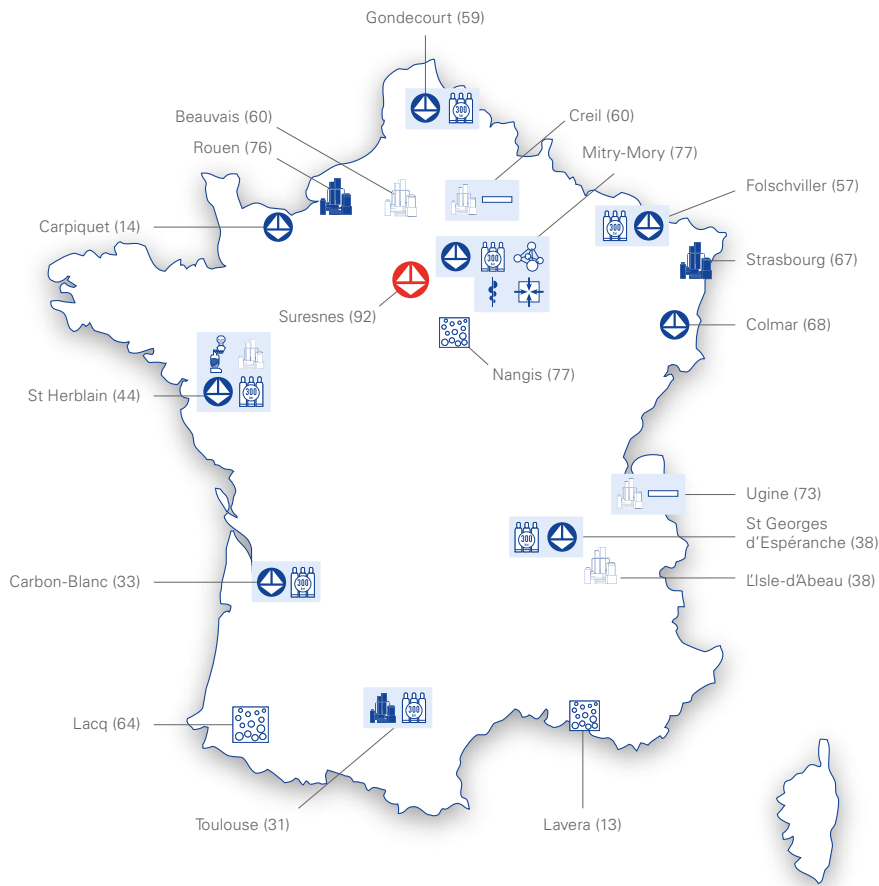 Gondecourt (59)
Beauvais (60)
Creil (60)
300
Rouen (76)
Mitry-Mory (77)
Folschviller (57)
Carpiquet (14)
300
300
Strasbourg (67)
Suresnes (92)
Colmar (68)
Nangis (77)
St Herblain (44)
300
Ugine (73)
St Georges
d'Espéranche (38)
300
Carbon-Blanc (33)
300
L'Isle-d'Abeau (38)
Lacq (64)
300
Toulouse (31)
Lavera (13)